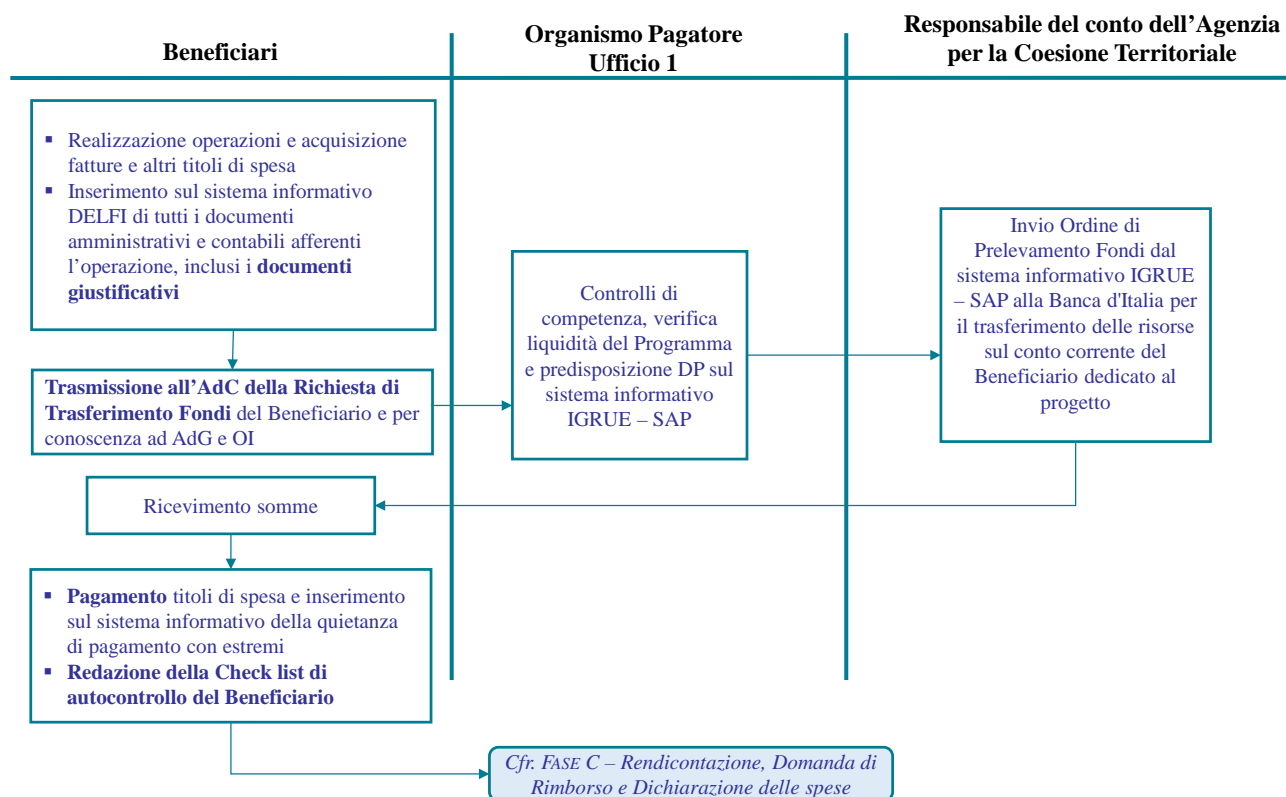 Beneficiari
Organismo Pagatore
Ufficio 1
Responsabile del conto dell'Agenzia
per la Coesione Territoriale
▪ Realizzazione operazioni e acquisizione
fatture e altri titoli di spesa
▪ Inserimento sul sistema informativo
DELFI di tutti i documenti
amministrativi e contabili afferenti
l'operazione, inclusi i documenti
giustificativi
Trasmissione all'AdC della Richiesta di
Trasferimento Fondi del Beneficiario e per
conoscenza ad AdG e OI
Controlli di
competenza, verifica
liquidità del Programma
e predisposizione DP sul
sistema informativo
IGRUE – SAP
Invio Ordine di
Prelevamento Fondi dal
sistema informativo IGRUE
– SAP alla Banca d'Italia per
il trasferimento delle risorse
sul conto corrente del
Beneficiario dedicato al
progetto
Ricevimento somme
▪ Pagamento titoli di spesa e inserimento
sul sistema informativo della quietanza
di pagamento con estremi
▪ Redazione della Check list di
autocontrollo del Beneficiario
Cfr. FASE C – Rendicontazione, Domanda di
Rimborso e Dichiarazione delle spese